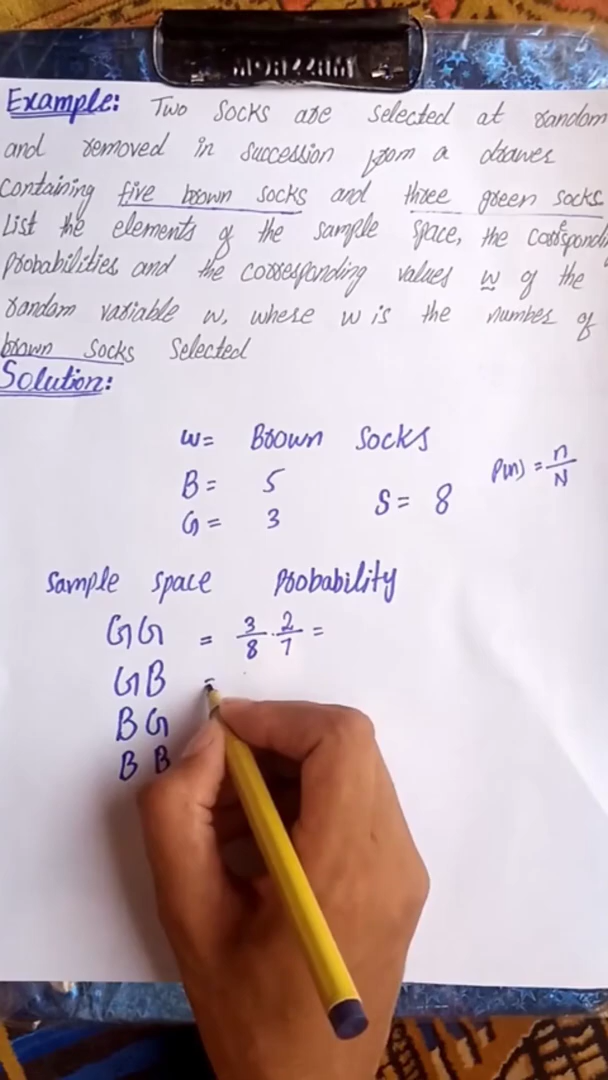 MOAZZAM
Example: Two socks are selected at random
and removed in succession from a drawer
containing five brown socks and three green socks.
List the elements of the sample space, the correspondi
probabilities and the corresponding values w of the
random variable w, where w is the number of
brown socks selected
Solution:
w = Brown Socks
B = 5
G = 3
S = 8
P(n) = n/N
Sample space Probability
GG = 3/8 · 2/7 =
GB =
BG
BB